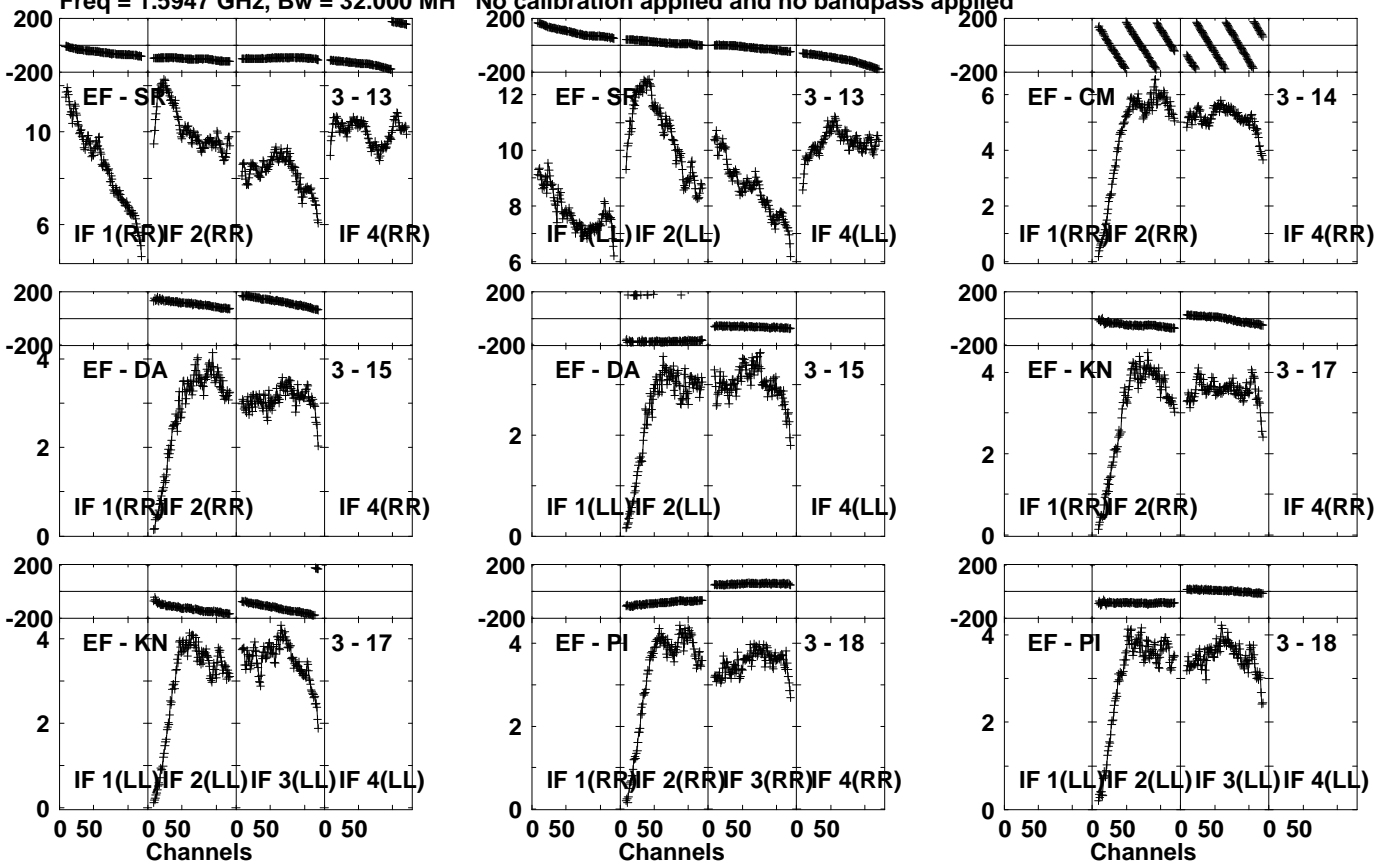 Freq = 1.5947 GHz, Bw = 32.000 MH No calibration applied and no bandpass applied
200
-200
EF - SR
3 - 13
10
6
IF 1(RR)
IF 2(RR)
IF 4(RR)
200
-200
EF - SR
3 - 13
12
10
8
6
IF 1(LL)
IF 2(LL)
IF 4(LL)
200
-200
EF - CM
3 - 14
6
4
2
0
IF 1(RR)
IF 2(RR)
IF 4(RR)
200
-200
EF - DA
3 - 15
4
2
0
IF 1(RR)
IF 2(RR)
IF 4(RR)
200
-200
EF - DA
3 - 15
2
0
IF 1(LL)
IF 2(LL)
IF 4(LL)
200
-200
EF - KN
3 - 17
4
2
0
IF 1(RR)
IF 2(RR)
IF 4(RR)
200
-200
EF - KN
3 - 17
4
2
0
IF 1(LL)
IF 2(LL)
IF 3(LL)
IF 4(LL)
0 50 0 50 0 50 0 50
Channels
200
-200
EF - PI
3 - 18
4
2
0
IF 1(RR)
IF 2(RR)
IF 3(RR)
IF 4(RR)
0 50 0 50 0 50 0 50
Channels
200
-200
EF - PI
3 - 18
4
2
0
IF 1(LL)
IF 2(LL)
IF 3(LL)
IF 4(LL)
0 50 0 50 0 50 0 50
Channels